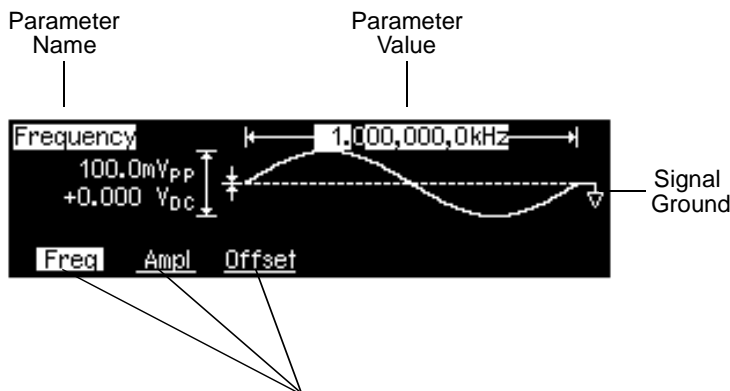 Parameter
Name
Parameter
Value
Frequency
1.000,000,0kHz
100.0mVPP
+0.000 VDC
Signal
Ground
Freq Ampl Offset